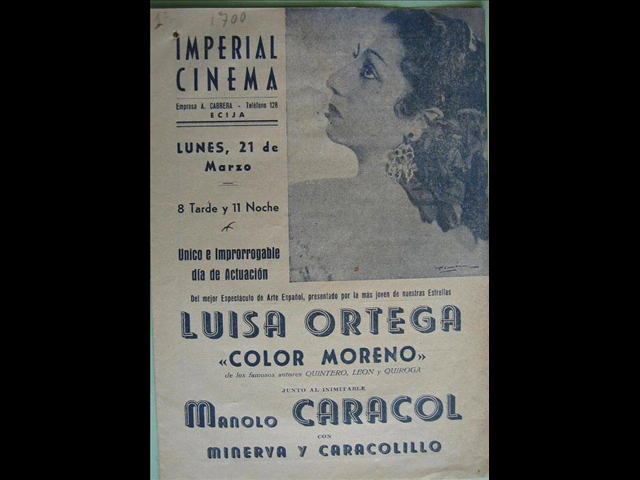 1700
IMPERIAL
CINEMA
Empresa A. CABRERA - Teléfono 128
ECIJA
LUNES, 21 de
Marzo
8 Tarde y 11 Noche
Unico e Improrrogable
día de Actuación
Del mejor Espectáculo de Arte Español, presentado por la más joven de nuestras Estrellas
LUISA ORTEGA
«COLOR MORENO»
de los famosos autores QUINTERO, LEON y QUIROGA
JUNTO AL INIMITABLE
MANOLO CARACOL
CON
MINERVA Y CARACOLILLO